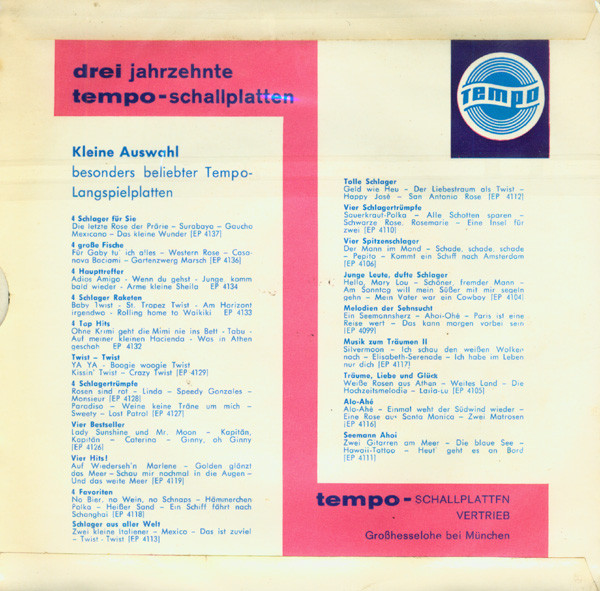 drei jahrzehnte
tempo-schallplatten
Tempo
Kleine Auswahl
besonders beliebter Tempo-
Langspielplatten
4 Schlager für Sie
Die letzte Rose der Prärie – Surabaya – Gaucho
Mexicano – Das kleine Wunder [EP 4137]
4 große Fische
Für Gaby tu' ich alles – Western Rose – Casa-
nova Baciami – Gartenzwerg Marsch [EP 4136]
4 Haupttreffer
Adios Amigo - Wenn du gehst - Junge, komm
bald wieder - Arme kleine Sheila EP 4134
4 Schlager Raketen
Baby Twist - St. Tropez Twist - Am Horizont
irgendwo - Rolling home to Waikiki EP 4133
4 Top Hits
Ohne Krimi geht die Mimi nie ins Bett - Tabu -
Auf meiner kleinen Hacienda - Was in Athen
geschah EP 4132
Twist – Twist
YA YA – Boogie woogie Twist
Kissin' Twist – Crazy Twist [EP 4129]
4 Schlagertrümpfe
Rosen sind rot – Linda – Speedy Gonzales –
Monsieur [EP 4128]
Paradiso – Weine keine Träne um mich –
Sweety – Lost Patrol [EP 4127]
Vier Bestseller
Lady Sunshine und Mr. Moon – Kapitän,
Kapitän – Caterina – Ginny, oh Ginny
[EP 4126]
Vier Hits!
Auf Wiederseh'n Marlene – Golden glänzt
das Meer – Schau mir nochmal in die Augen –
Und das weite Meer [EP 4119]
4 Favoriten
No Bier, no Wein, no Schnaps – Hämmerchen
Polka – Heißer Sand – Ein Schiff fährt nach
Schanghai [EP 4118]
Schlager aus aller Welt
Zwei kleine Italiener – Mexico – Das ist zuviel
– Twist - Twist [EP 4113]
Tolle Schlager
Geld wie Heu – Der Liebestraum als Twist –
Happy José – San Antonio Rose [EP 4112]
Vier Schlagertrümpfe
Sauerkraut-Polka – Alle Schotten sparen –
Schwarze Rose, Rosemarie – Eine Insel für
zwei [EP 4110]
Vier Spitzenschlager
Der Mann im Mond – Schade, schade, schade
– Pepito – Kommt ein Schiff nach Amsterdam
[EP 4106]
Junge Leute, dufte Schlager
Hello, Mary Lou – Schöner, fremder Mann –
Am Sonntag will mein Süßer mit mir segeln
gehn – Mein Vater war ein Cowboy [EP 4104]
Melodien der Sehnsucht
Ein Seemannsherz – Ahoi-Ohé – Paris ist eine
Reise wert – Das kann morgen vorbei sein
[EP 4099]
Musik zum Träumen II
Silvermoon – Ich schau den weißen Wolken
nach – Elisabeth-Serenade – Ich habe im Leben
nur dich [EP 4117]
Träume, Liebe und Glück
Weiße Rosen aus Athen – Weites Land – Die
Hochzeitsmelodie – Laila-Lu [EP 4105]
Alo-Ahé
Alo-Ahé – Einmal weht der Südwind wieder –
Eine Rose aus Santa Monica – Zwei Matrosen
[EP 4116]
Seemann Ahoi
Zwei Gitarren am Meer – Die blaue See –
Hawaii-Tattoo – Heut' geht es an Bord
[EP 4111]
tempo-SCHALLPLATTEN
VERTRIEB
Großhesselohe bei München